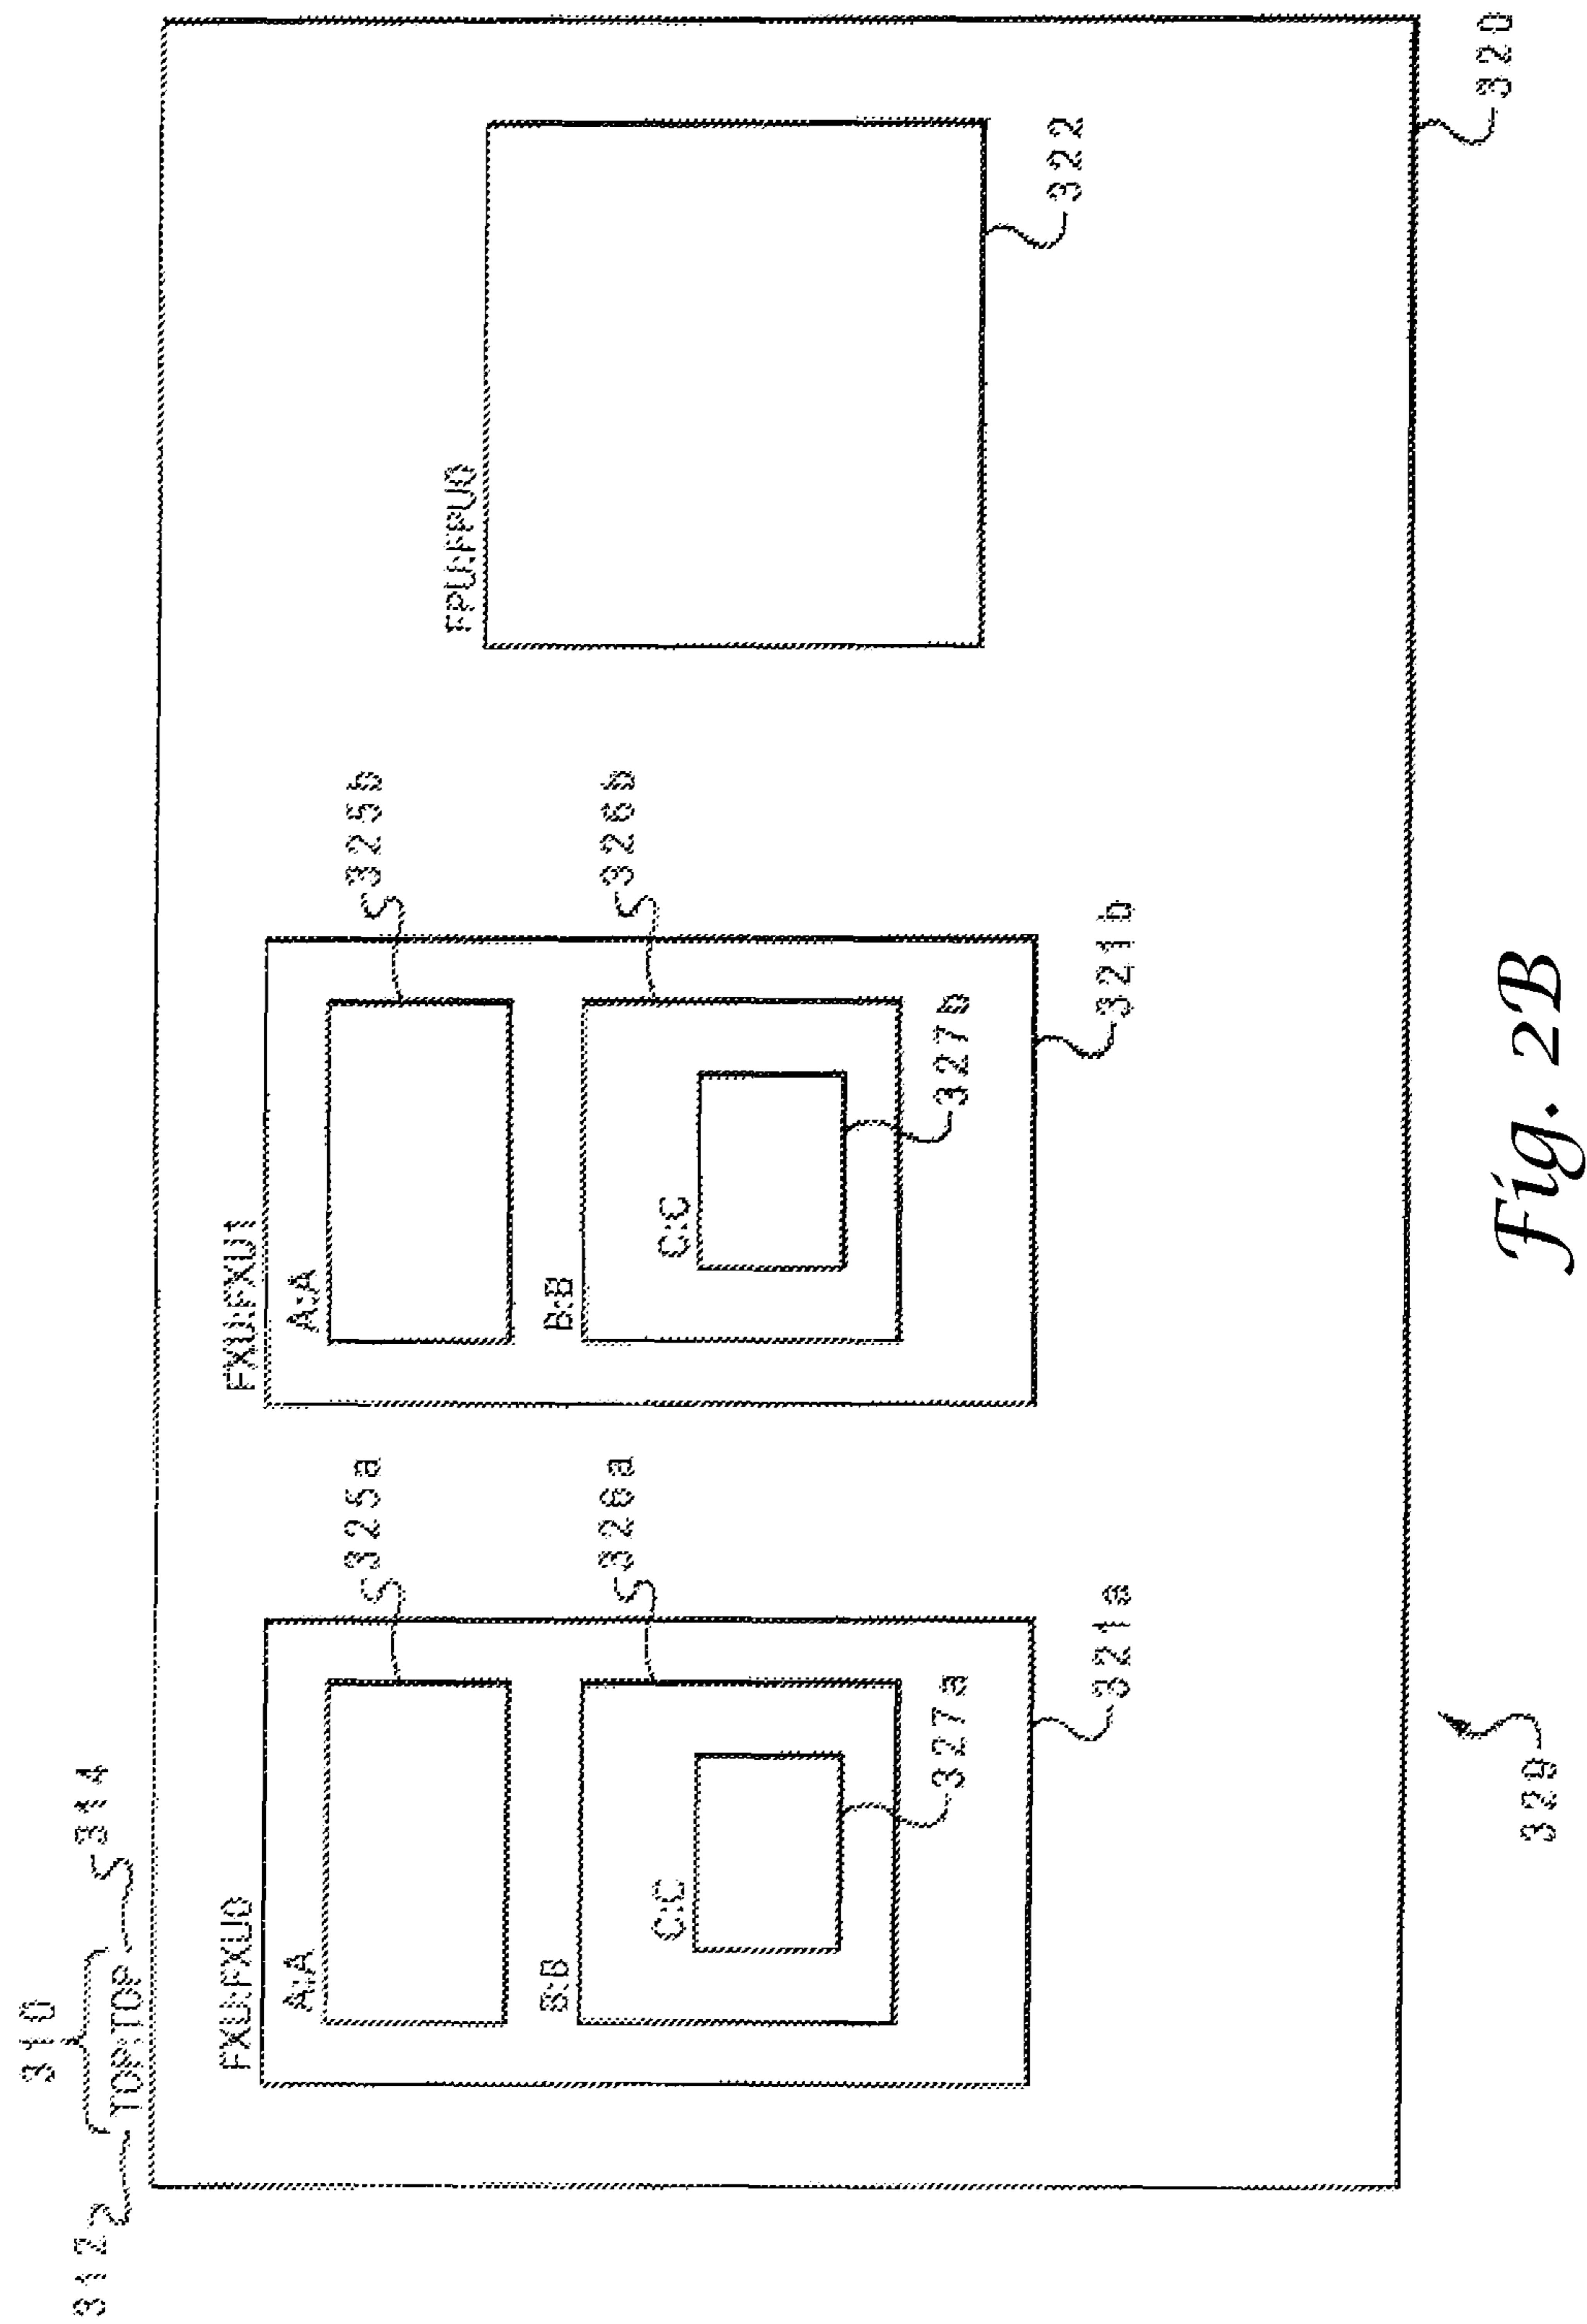 310
312 TOP:TOP 314
FXU:FXU0
FXU:FXU1
A:A
325a
A:A
325b
FPU:FPU0
B:B
326a
B:B
326b
C:C
C:C
327a
327b
321a
321b
322
329
320
Fig. 2B